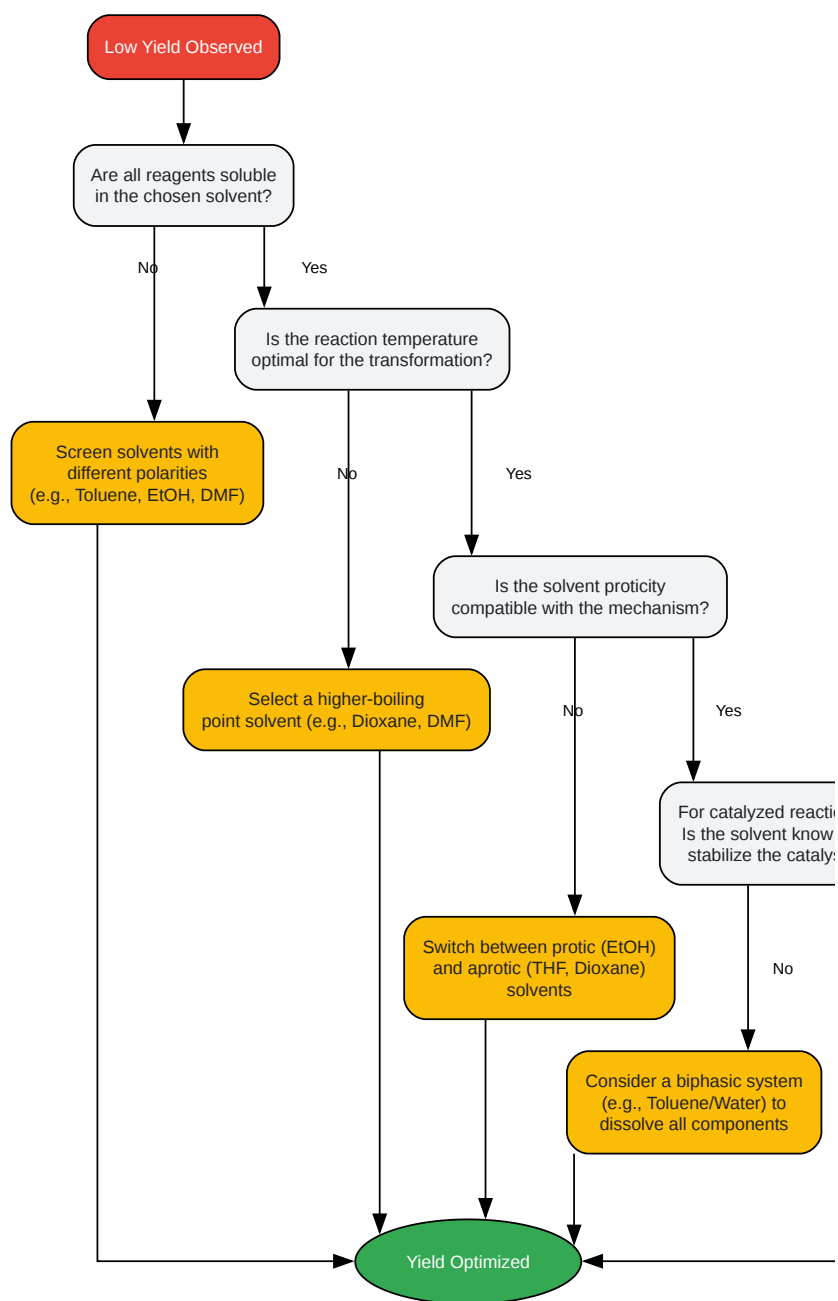 Low Yield Observed
Are all reagents soluble
in the chosen solvent?
No
Yes
Is the reaction temperature
optimal for the transformation?
Screen solvents with
different polarities
(e.g., Toluene, EtOH, DMF)
No
Yes
Is the solvent proticity
compatible with the mechanism?
Select a higher-boiling
point solvent (e.g., Dioxane, DMF)
No
Yes
For catalyzed
Is the solvent
stabilize the
Switch between protic (EtOH)
and aprotic (THF, Dioxane)
solvents
No
Consider a biphasic system
(e.g., Toluene/Water) to
dissolve all components
Yield Optimized